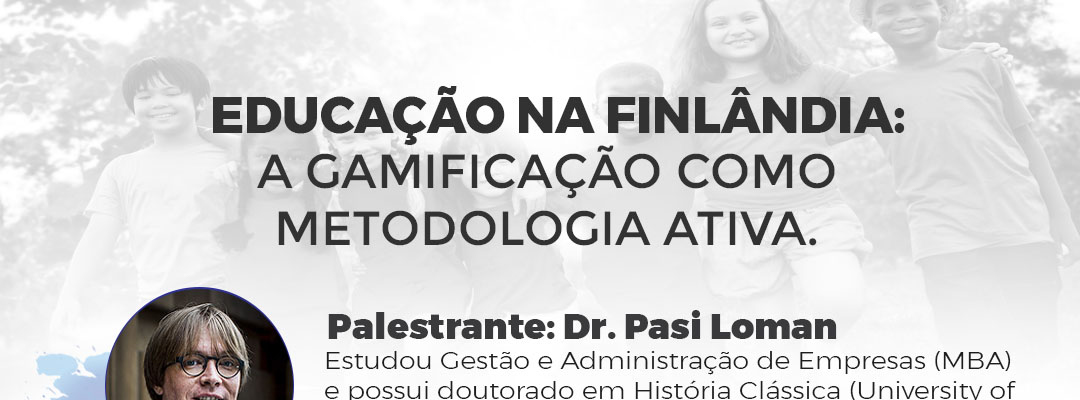 EDUCAÇÃO NA FINLÂNDIA:
A GAMIFICAÇÃO COMO
METODOLOGIA ATIVA.
Palestrante: Dr. Pasi Loman
Estudou Gestão e Administração de Empresas (MBA)
e possui doutorado em História Clássica (University of